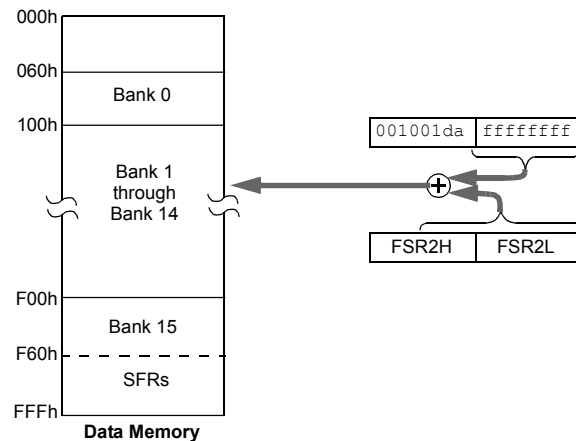 000h
060h
Bank 0
100h
001001da ffffffff
Bank 1
through
Bank 14
FSR2H FSR2L
F00h
Bank 15
F60h
SFRs
FFFh
Data Memory